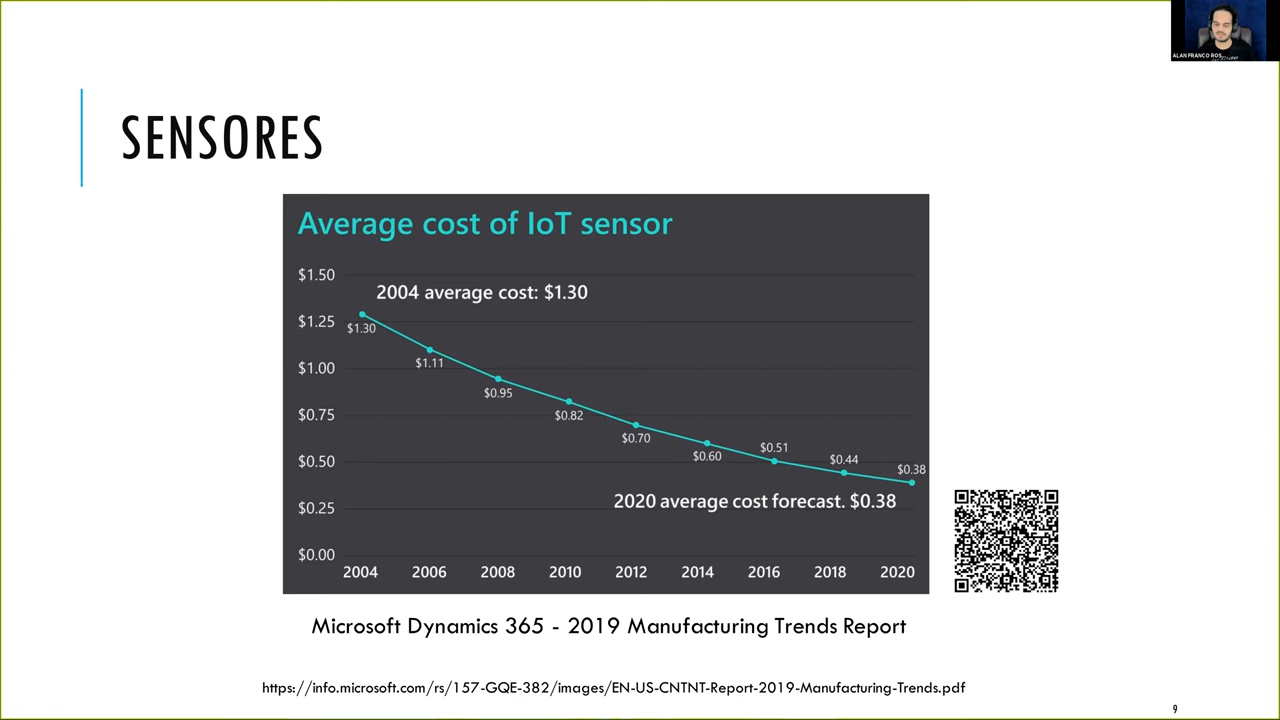 ALAN FRANCO ROS
SENSORES
Average cost of IoT sensor
$1.50
2004 average cost: $1.30
$1.25
$1.30
$1.11
$1.00
$0.95
$0.82
$0.75
$0.70
$0.60
$0.51
$0.50
$0.44
$0.38
2020 average cost forecast. $0.38
$0.25
$0.00
2004 2006 2008 2010 2012 2014 2016 2018 2020
Microsoft Dynamics 365 - 2019 Manufacturing Trends Report
https://info.microsoft.com/rs/157-GQE-382/images/EN-US-CNTNT-Report-2019-Manufacturing-Trends.pdf
9